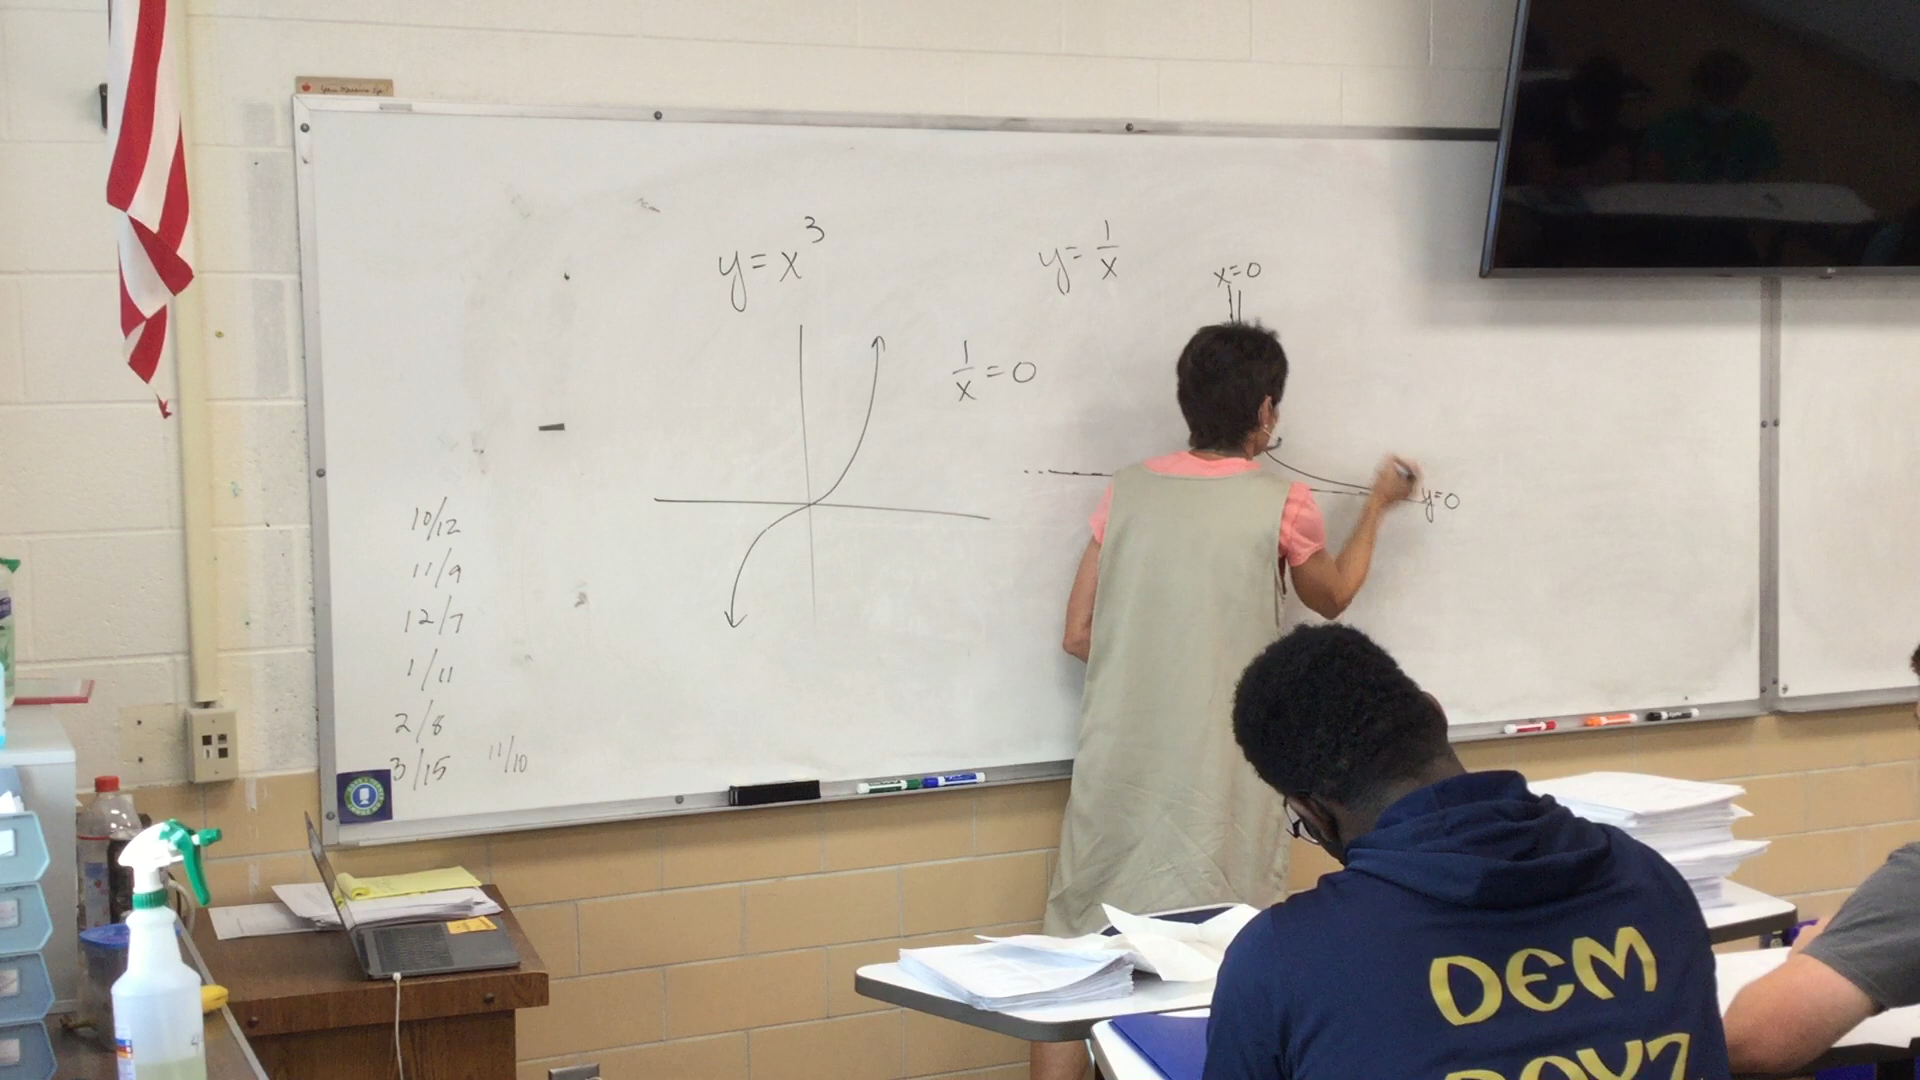 y=x³
y=1/x
x=0
1/x=0
y=0
10/12
11/9
12/7
1/11
2/8
3/15
11/10
DEM
BOYZ